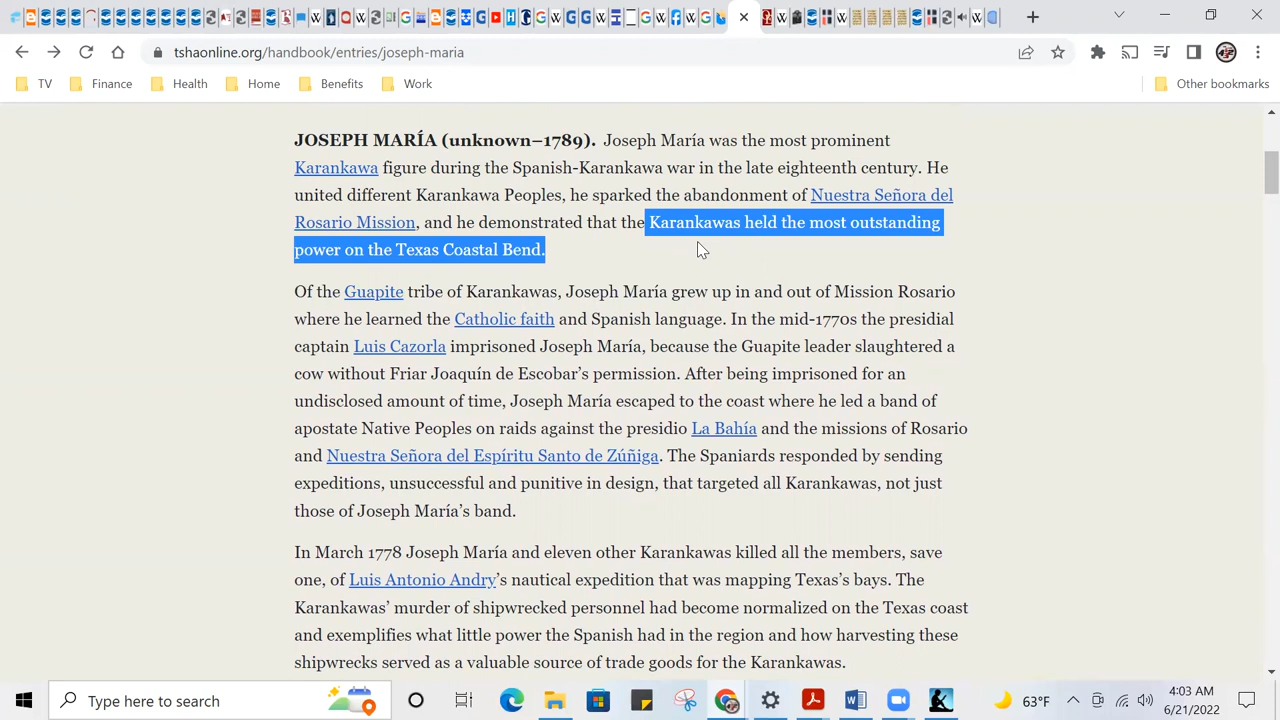 tshaonline.org/handbook/entries/joseph-maria
TV Finance Health Home Benefits Work Other bookmarks
JOSEPH MARÍA (unknown–1789). Joseph María was the most prominent
Karankawa figure during the Spanish-Karankawa war in the late eighteenth century. He
united different Karankawa Peoples, he sparked the abandonment of Nuestra Señora del
Rosario Mission, and he demonstrated that the Karankawas held the most outstanding
power on the Texas Coastal Bend.
Of the Guapite tribe of Karankawas, Joseph María grew up in and out of Mission Rosario
where he learned the Catholic faith and Spanish language. In the mid-1770s the presidial
captain Luis Cazorla imprisoned Joseph María, because the Guapite leader slaughtered a
cow without Friar Joaquín de Escobar’s permission. After being imprisoned for an
undisclosed amount of time, Joseph María escaped to the coast where he led a band of
apostate Native Peoples on raids against the presidio La Bahía and the missions of Rosario
and Nuestra Señora del Espíritu Santo de Zúñiga. The Spaniards responded by sending
expeditions, unsuccessful and punitive in design, that targeted all Karankawas, not just
those of Joseph María’s band.
In March 1778 Joseph María and eleven other Karankawas killed all the members, save
one, of Luis Antonio Andry’s nautical expedition that was mapping Texas’s bays. The
Karankawas’ murder of shipwrecked personnel had become normalized on the Texas coast
and exemplifies what little power the Spanish had in the region and how harvesting these
shipwrecks served as a valuable source of trade goods for the Karankawas.
Type here to search
63°F
4:03 AM
6/21/2022